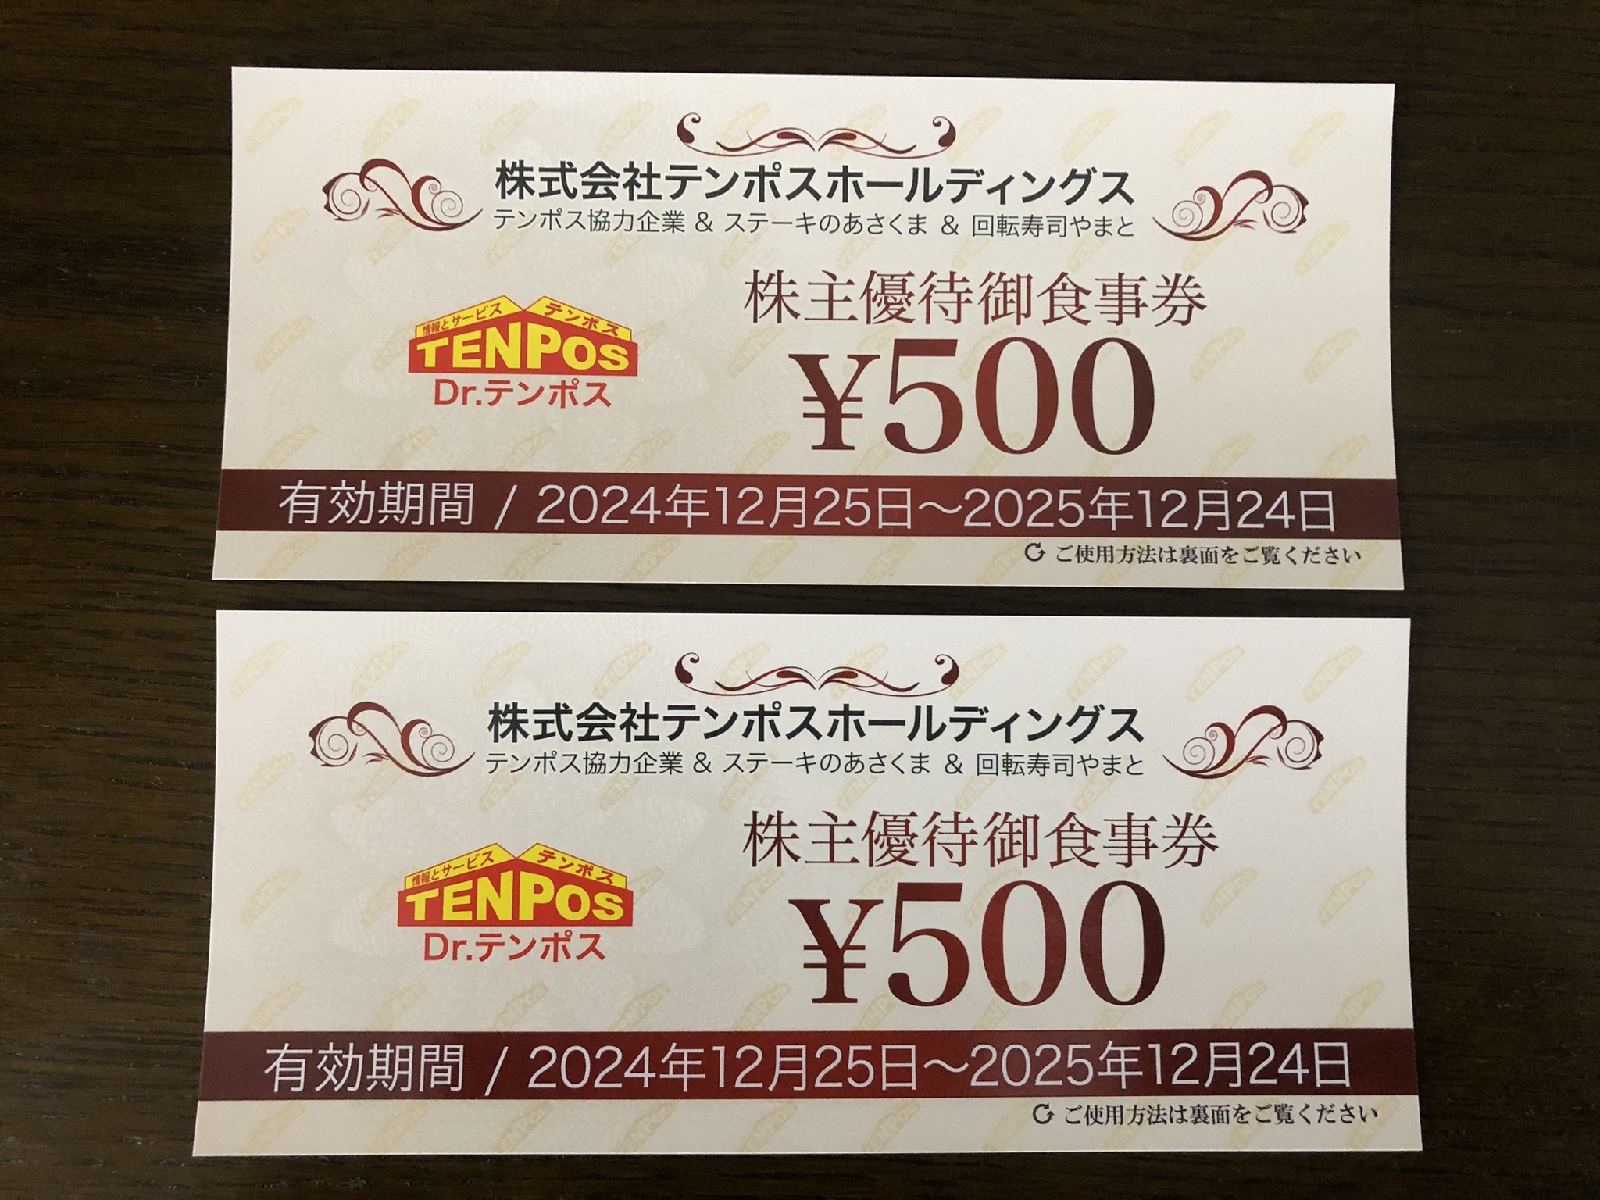 株式会社テンポスホールディングス
テンポス協力企業 & ステーキのあさくま & 回転寿司やまと
株主優待御食事券
¥500
情報とサービス テンポス
TENPOS
Dr.テンポス
有効期間 / 2024年12月25日〜2025年12月24日
ご使用方法は裏面をご覧ください
株式会社テンポスホールディングス
テンポス協力企業 & ステーキのあさくま & 回転寿司やまと
株主優待御食事券
¥500
情報とサービス テンポス
TENPOS
Dr.テンポス
有効期間 / 2024年12月25日〜2025年12月24日
ご使用方法は裏面をご覧ください